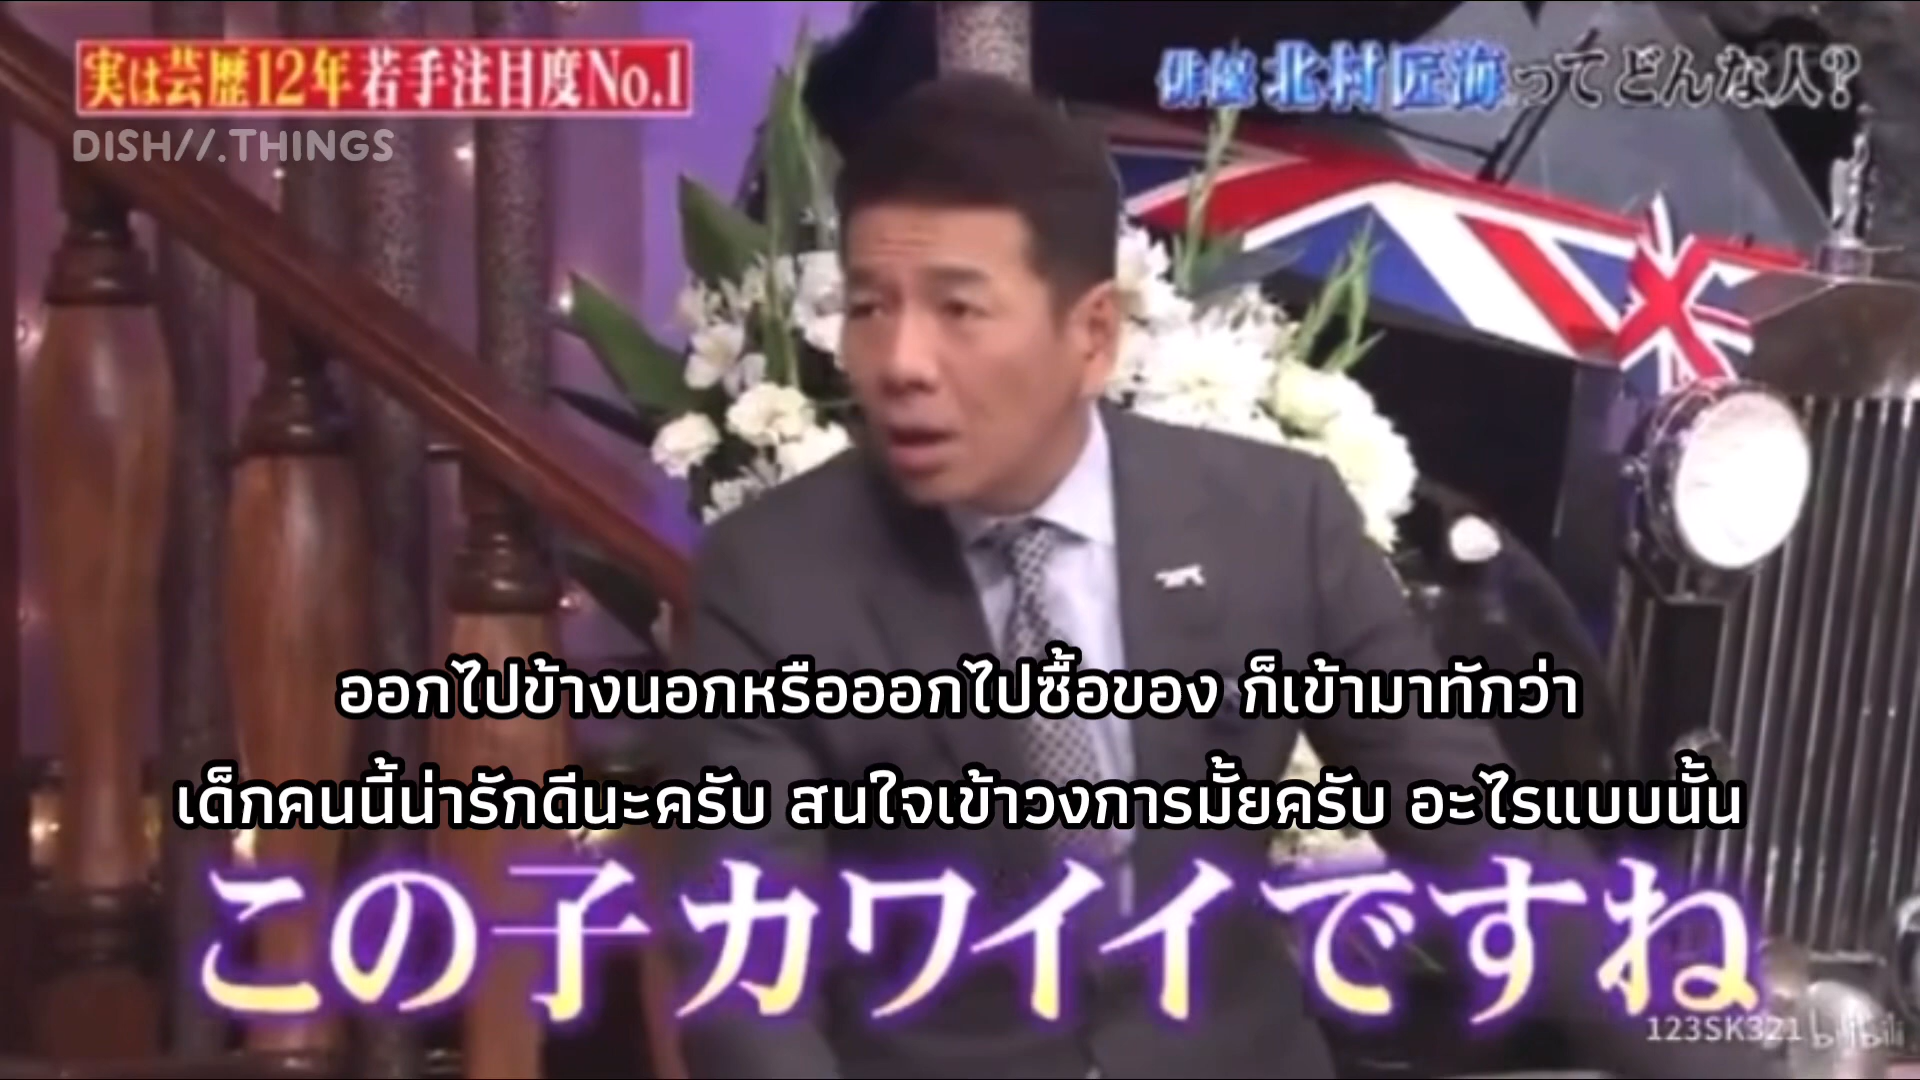 実は芸歴12年 若手注目度No.1
俳優 北村匠海ってどんな人?
DISH//.THINGS
ออกไปข้างนอกหรือออกไปซื้อของ ก็เข้ามาทักว่า
เด็กคนนี้น่ารักดีนะครับ สนใจเข้าวงการมั้ยครับ อะไรแบบนั้น
この子カワイイですね
123SK321 bilibili